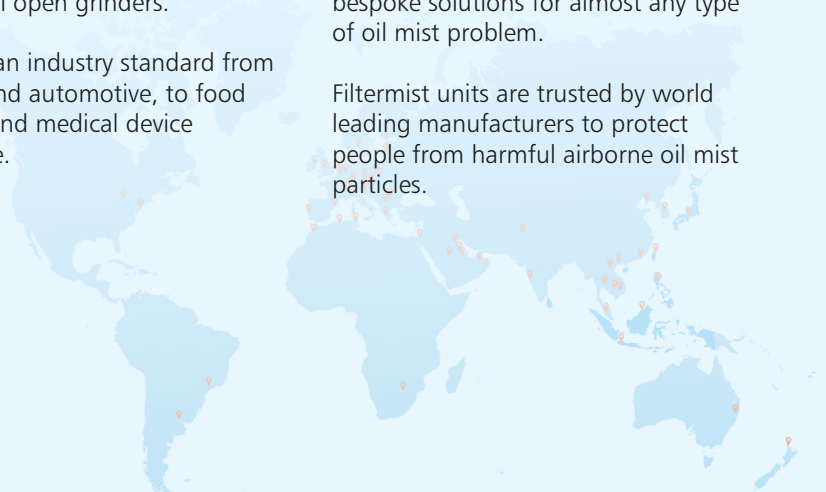 open grinders.
an industry standard from
nd automotive, to food
nd medical device
bespoke solutions for almost any type
of oil mist problem.
Filtermist units are trusted by world
leading manufacturers to protect
people from harmful airborne oil mist
particles.